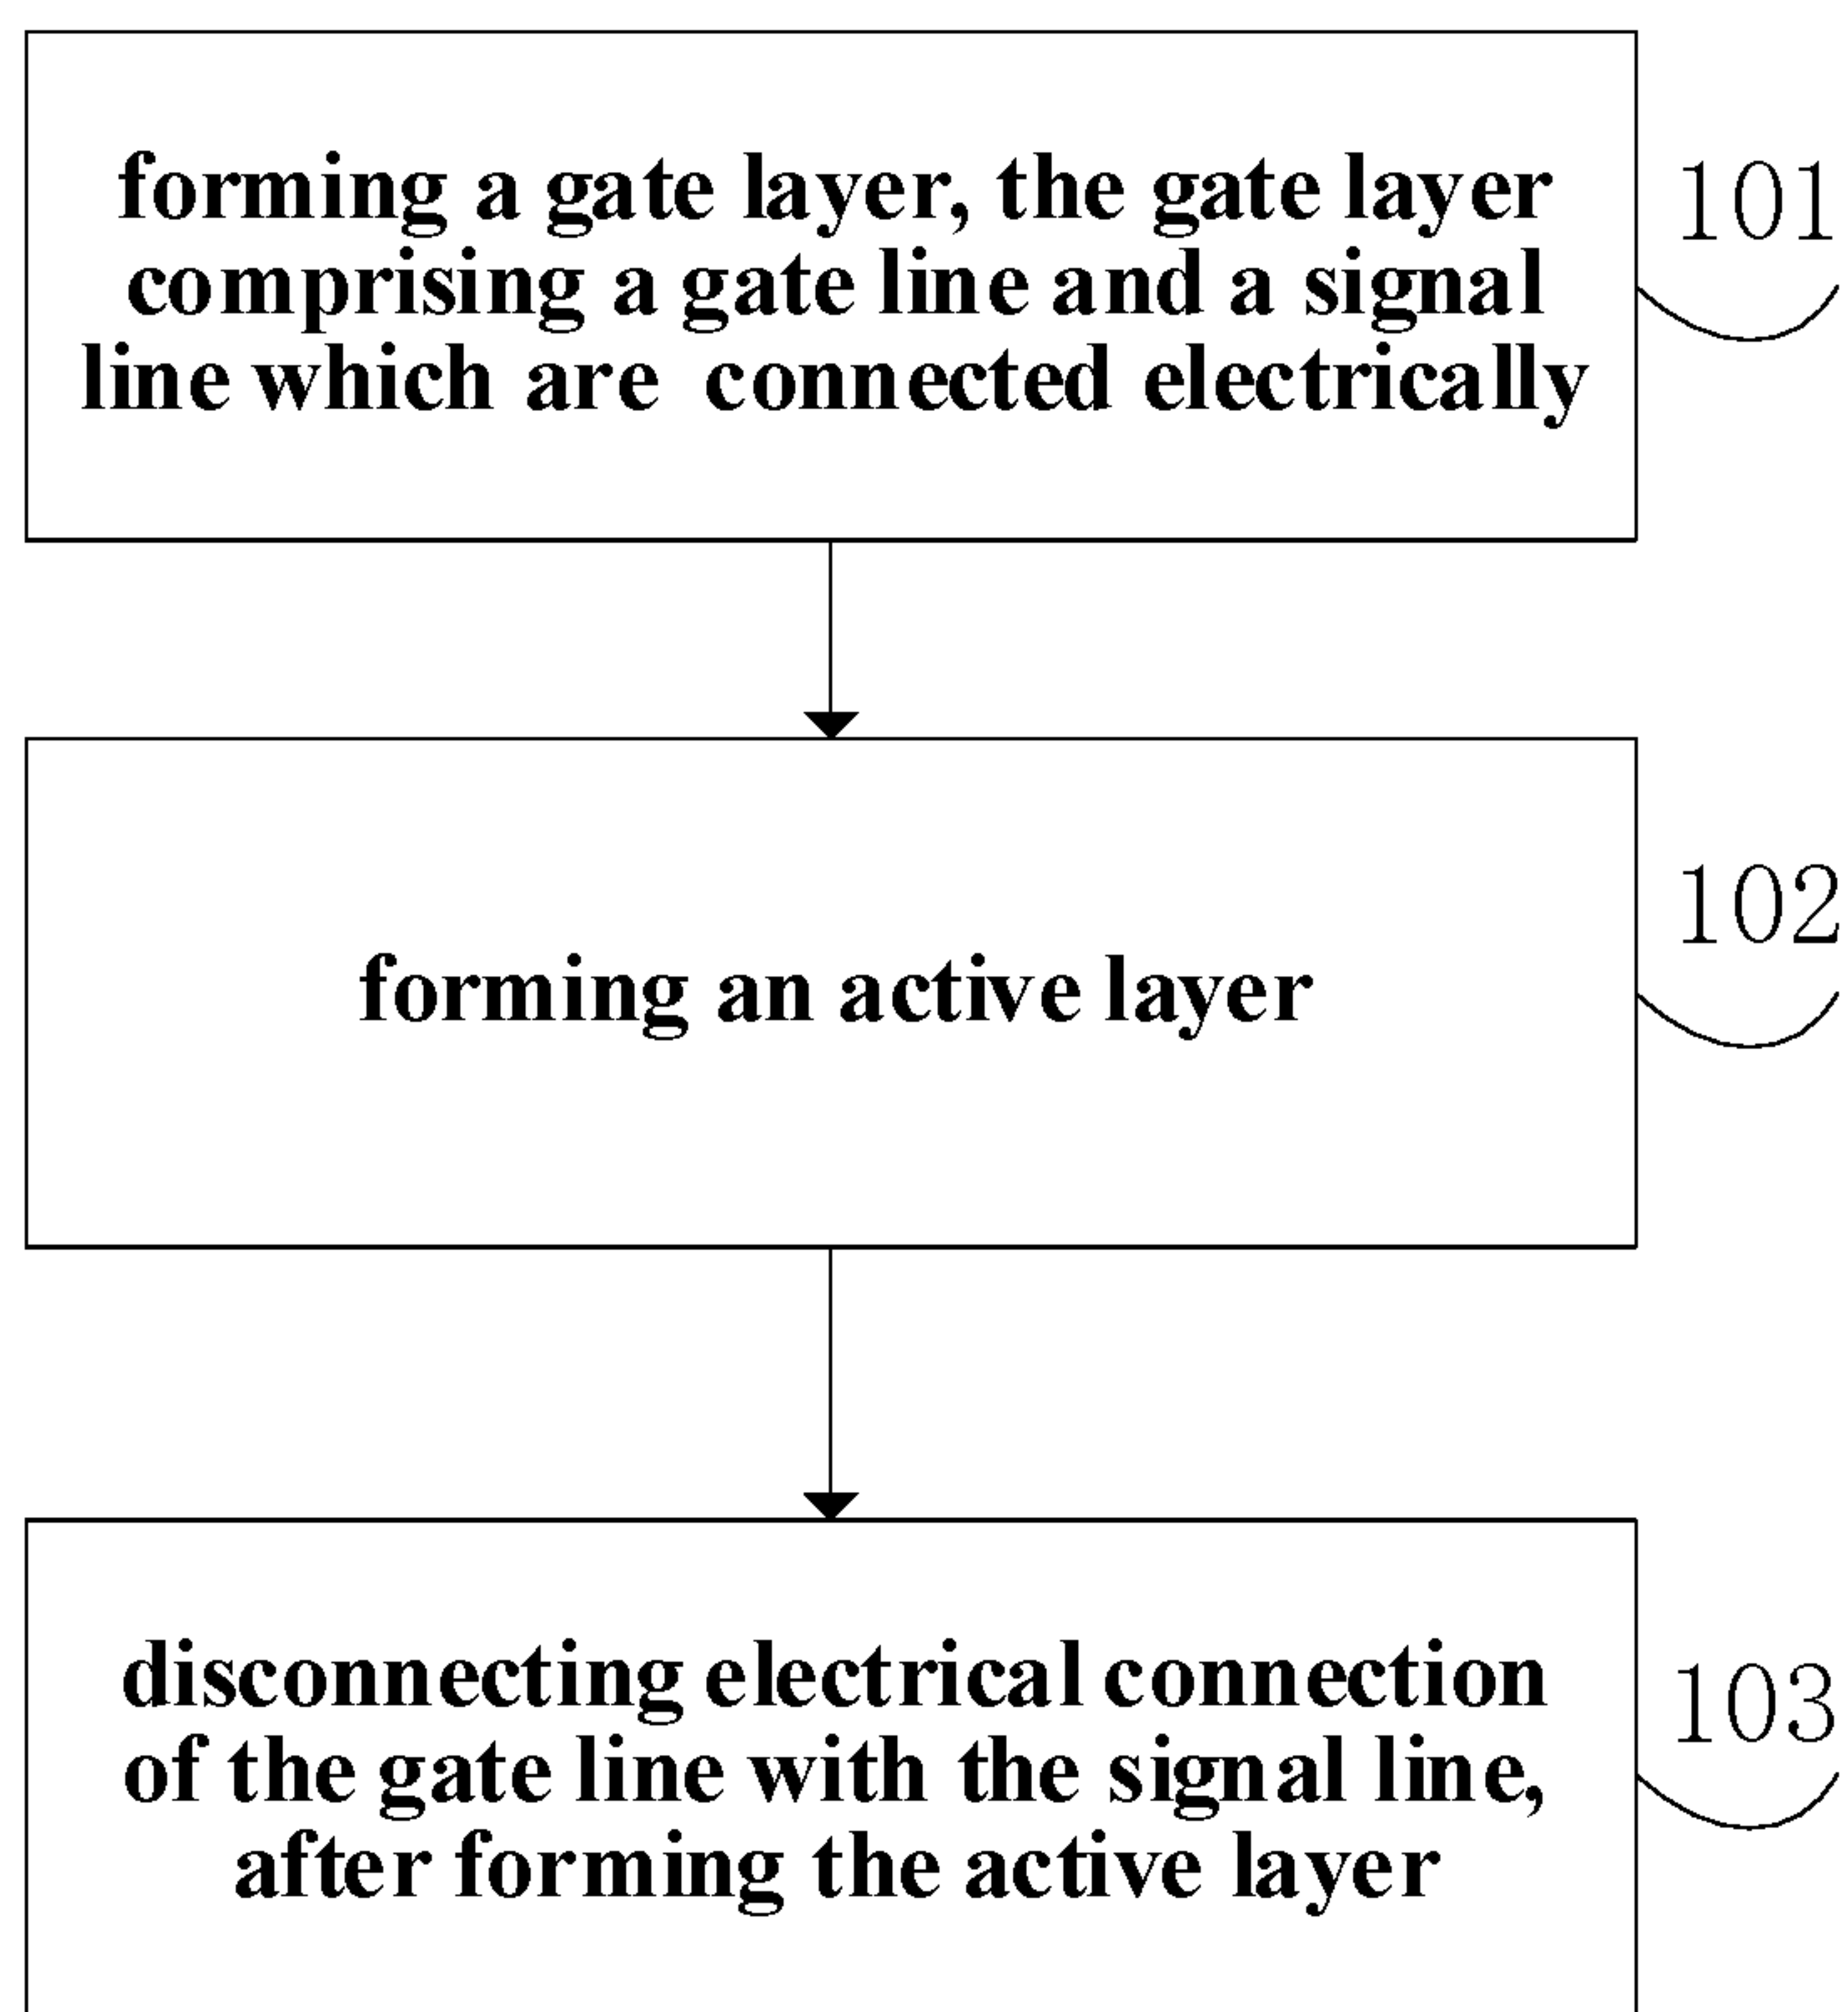 forming a gate layer, the gate layer
comprising a gate line and a signal
line which are connected electrically
101
forming an active layer
102
disconnecting electrical connection
of the gate line with the signal line,
after forming the active layer
103